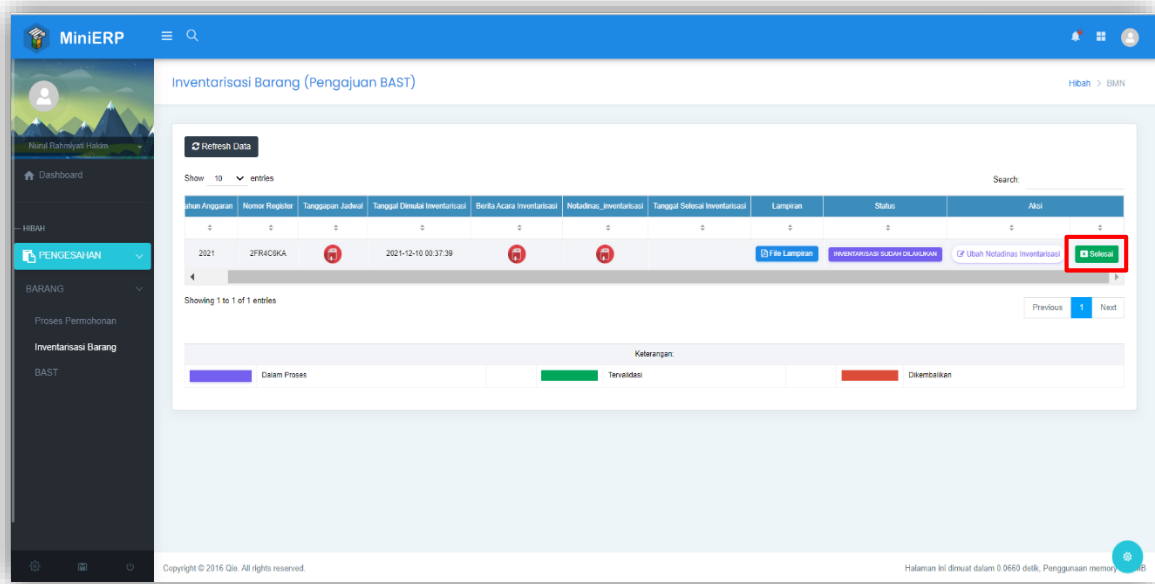 MiniERP
Inventarisasi Barang (Pengajuan BAST)
Hibah > BMN
Nurul Rahmiyati Hakim
Refresh Data
Dashboard
Show 10 entries
Search:
ahun Anggaran Nomor Register Tanggapan Jadwal Tanggal Dimulai Inventarisasi Berita Acara Inventarisasi Notadinas_inventarisasi Tanggal Selesai Inventarisasi Lampiran Status Aksi
HIBAH
2021 2FR4C6KA 2021-12-10 00:37:39 File Lampiran INVENTARISASI SUDAH DILAKUKAN Ubah Notadinas Inventarisasi Selesai
PENGESAHAN
BARANG
Showing 1 to 1 of 1 entries
Previous 1 Next
Proses Permohonan
Inventarisasi Barang
Keterangan:
BAST
Dalam Proses Tervalidasi Dikembalikan
Copyright © 2016 Qie. All rights reserved.
Halaman ini dimuat dalam 0.0660 detik, Penggunaan memory